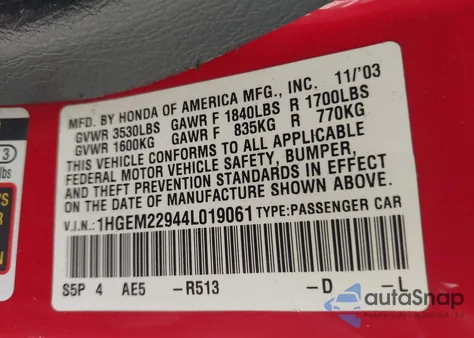 MFD. BY HONDA OF AMERICA MFG., INC. 11/'03
GVWR 3530LBS GAWR F 1840LBS R 1700LBS
GVWR 1600KG GAWR F 835KG R 770KG
THIS VEHICLE CONFORMS TO ALL APPLICABLE
FEDERAL MOTOR VEHICLE SAFETY, BUMPER,
AND THEFT PREVENTION STANDARDS IN EFFECT
ON THE DATE OF MANUFACTURE SHOWN ABOVE.
V.I.N.: 1HGEM22944L019061 TYPE: PASSENGER CAR
S5P 4 AE5 -R513 -D -L
3
lbs
autoSnap